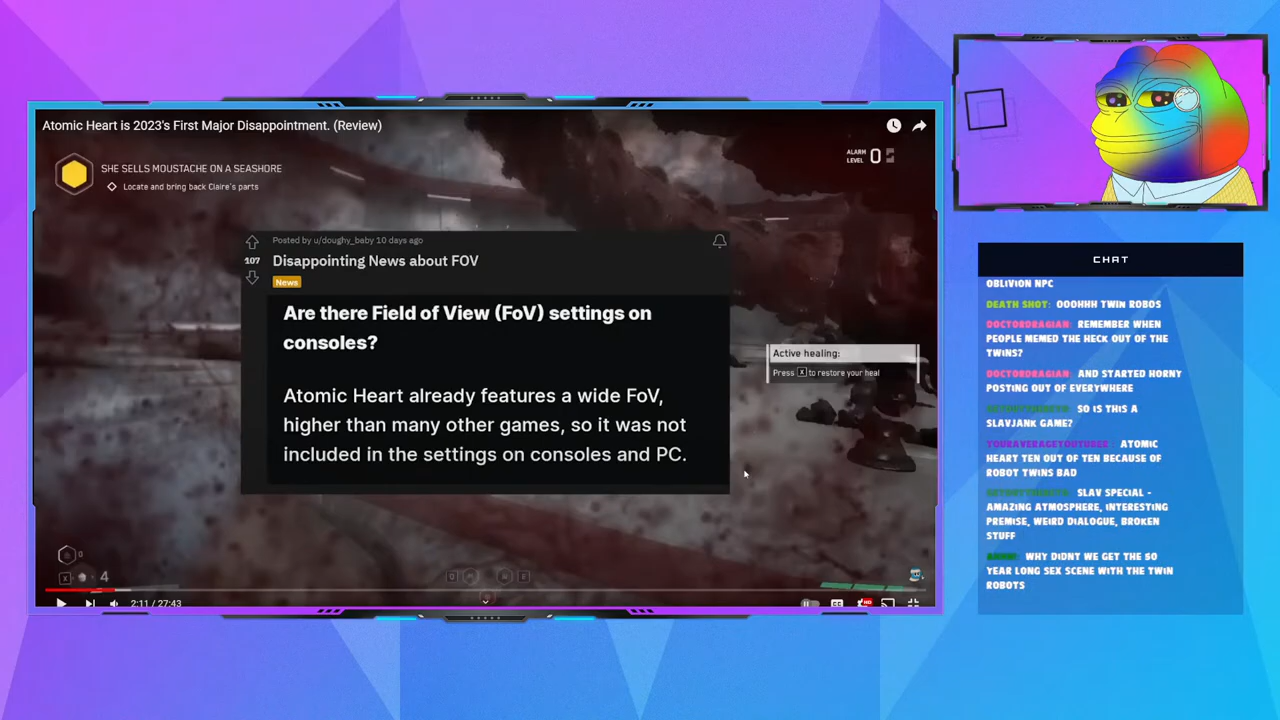 Atomic Heart is 2023's First Major Disappointment. (Review)
SHE SELLS MOUSTACHE ON A SEASHORE
Locate and bring back Claire's parts
ALARM LEVEL 0
Posted by u/doughy_baby 10 days ago
107
Disappointing News about FOV
News
Are there Field of View (FoV) settings on
consoles?
Atomic Heart already features a wide FoV,
higher than many other games, so it was not
included in the settings on consoles and PC.
Active healing:
Press X to restore your heal
0
X 4
2:11 / 27:43
CC
HD
CHAT
OBLIVION NPC
DEATH SHOT: OOOHHH TWIN ROBOS
DOCTORDRAGIAN: REMEMBER WHEN
PEOPLE MEMED THE HECK OUT OF THE
TWINS?
DOCTORDRAGIAN: AND STARTED HORNY
POSTING OUT OF EVERYWHERE
SO IS THIS A
SLAVJANK GAME?
YOURAVERAGETOUTUBER: ATOMIC
HEART TEN OUT OF TEN BECAUSE OF
ROBOT TWINS BAD
SLAV SPECIAL -
AMAZING ATMOSPHERE, INTERESTING
PREMISE, WEIRD DIALOGUE, BROKEN
STUFF
WHY DIDNT WE GET THE 50
YEAR LONG SEX SCENE WITH THE TWIN
ROBOTS